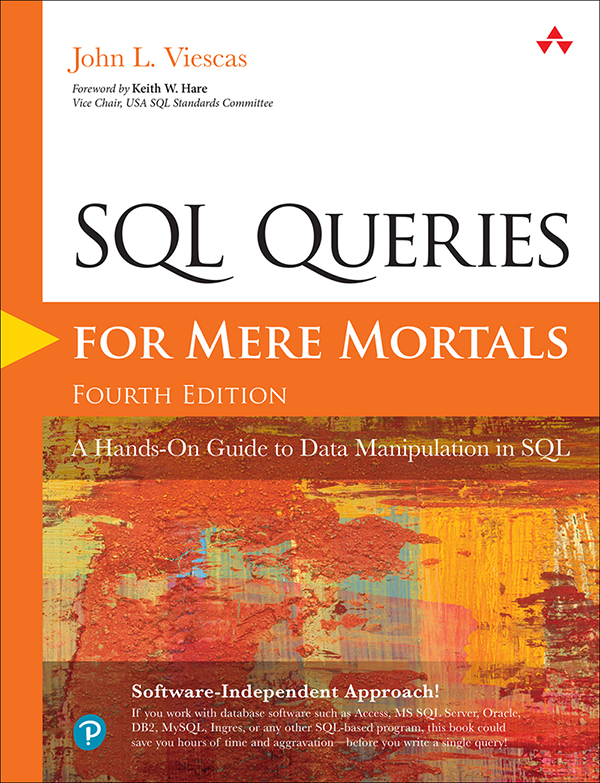 John L. Viescas
Foreword by Keith W. Hare
Vice Chair, USA SQL Standards Committee
SQL QUERIES
FOR MERE MORTALS
FOURTH EDITION
A Hands-On Guide to Data Manipulation in SQL
Software-Independent Approach!
If you work with database software such as Access, MS SQL Server, Oracle,
DB2, MySQL, Ingres, or any other SQL-based program, this book could
save you hours of time and aggravation—before you write a single query!
P